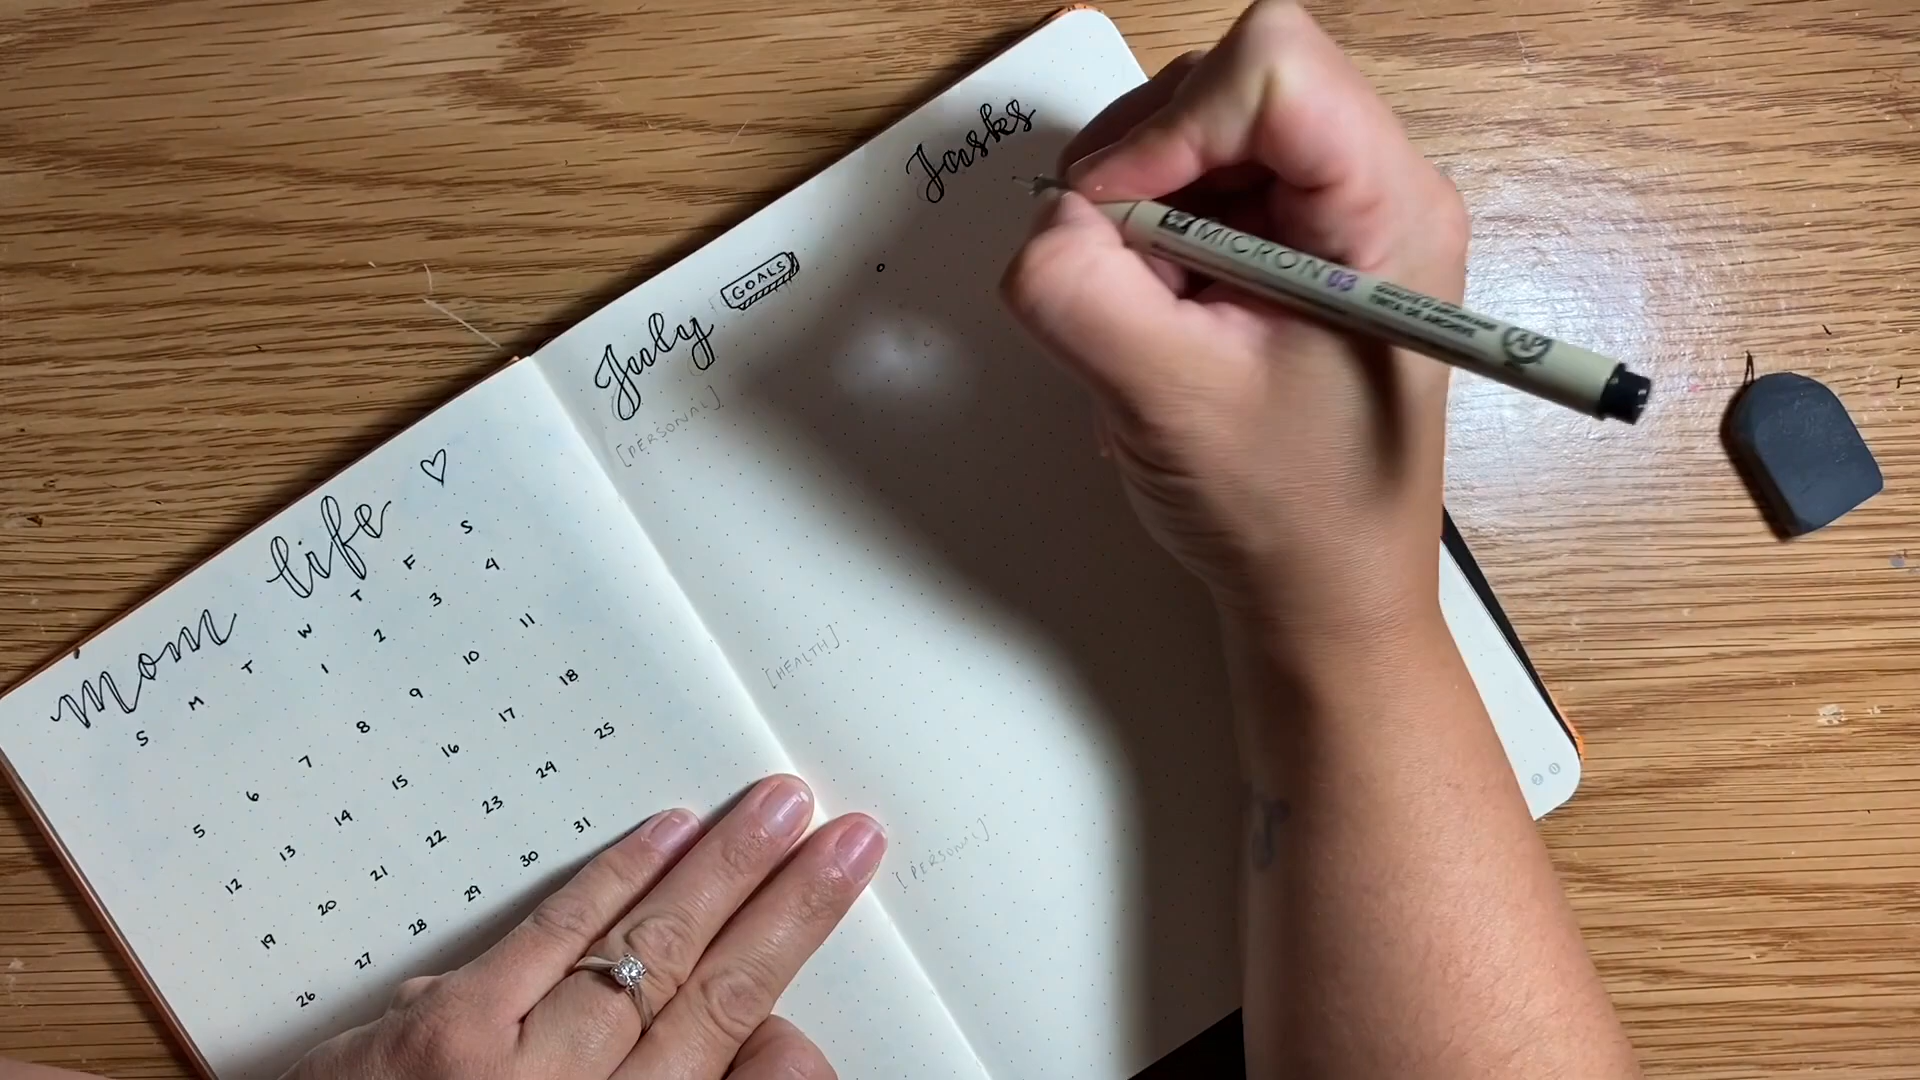 mom life
S M T W T F S
1 2 3 4
5 6 7 8 9 10 11
12 13 14 15 16 17 18
19 20 21 22 23 24 25
26 27 28 29 30 31
July
GOALS
Tasks
[PERSONAL]
[HEALTH]
[PERSONAL]
MICRON 03